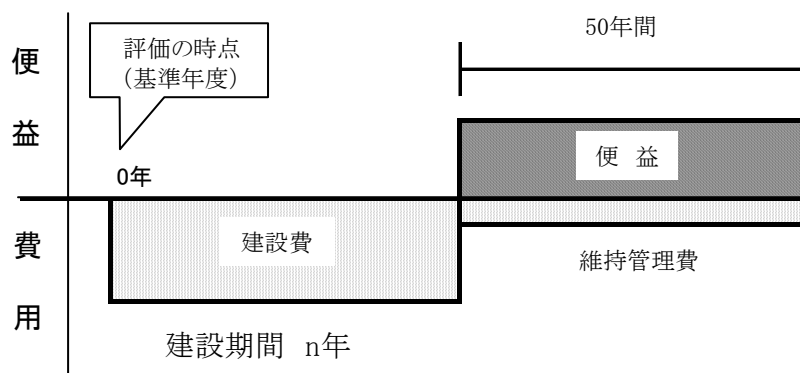 便益
費用
評価の時点
(基準年度)
0年
50年間
便 益
建設費
維持管理費
建設期間 n年